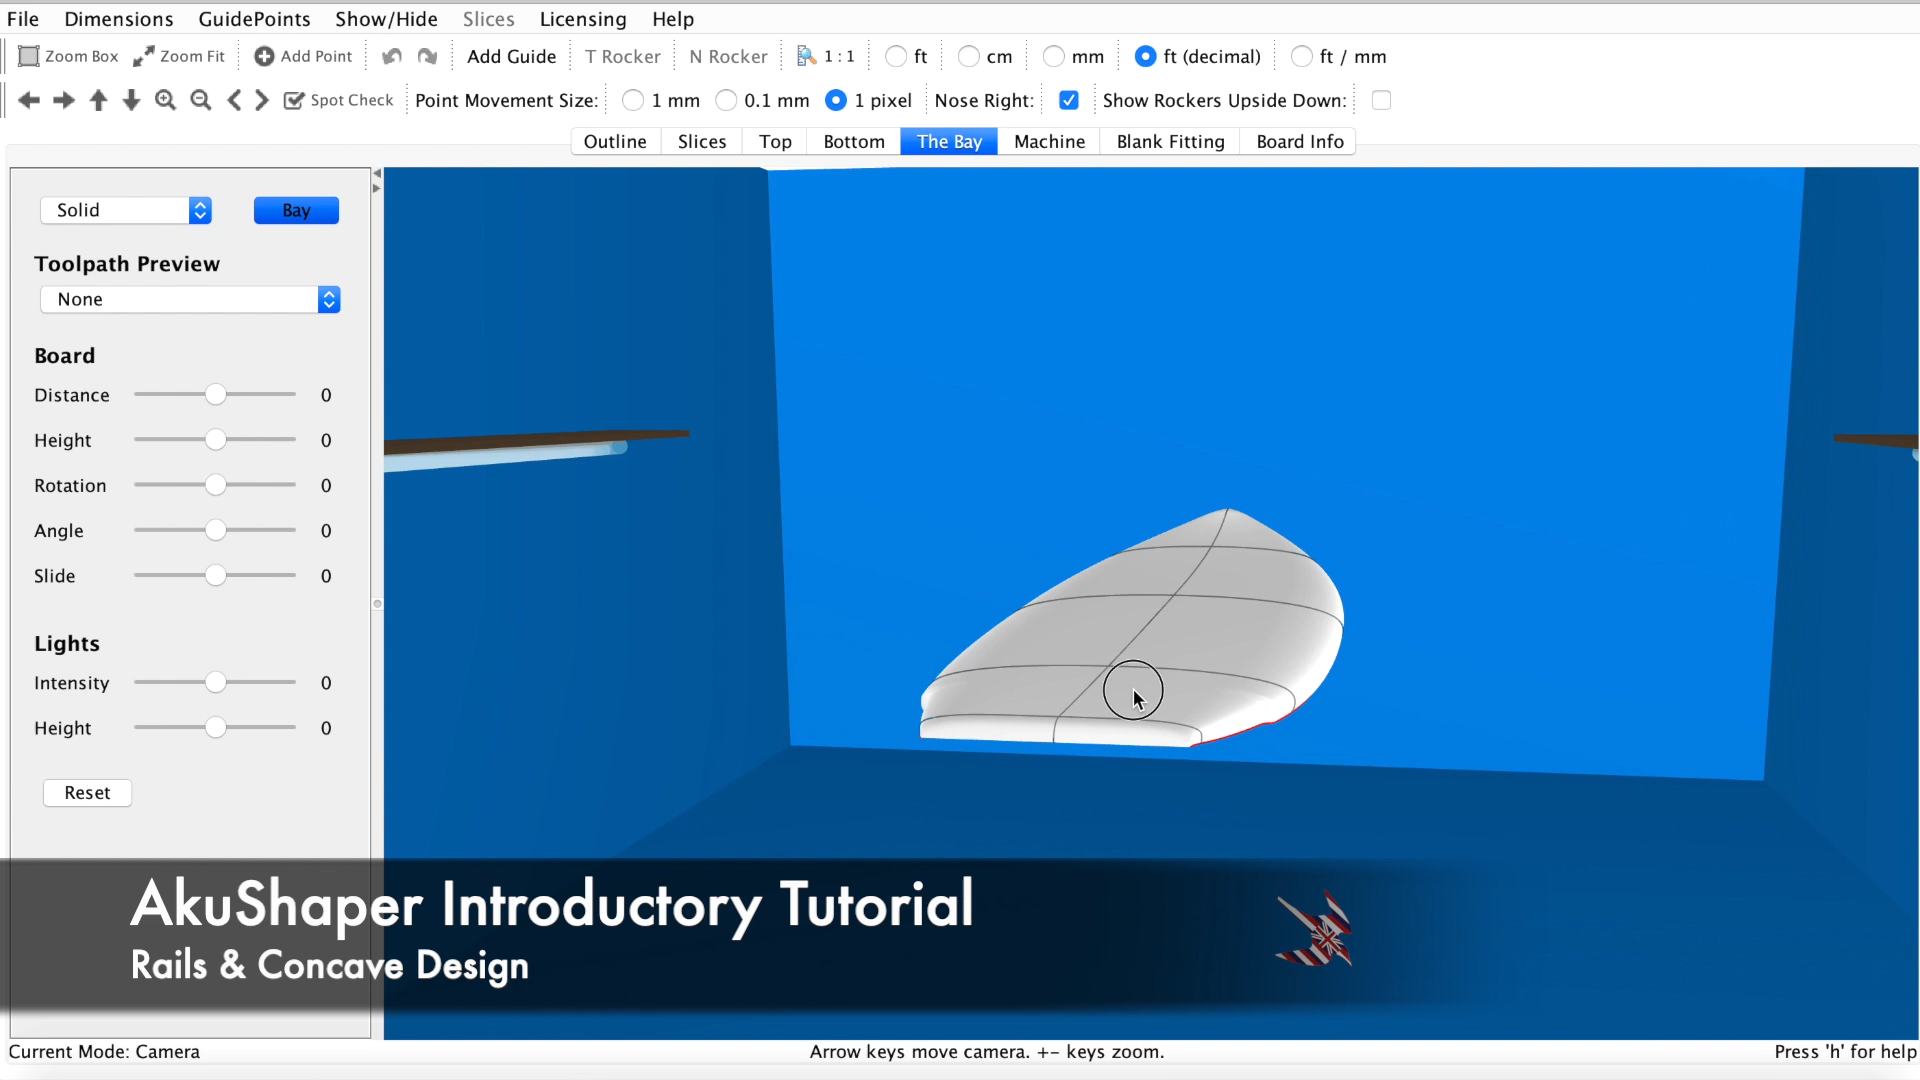 File Dimensions GuidePoints Show/Hide Slices Licensing Help
Zoom Box Zoom Fit Add Point Add Guide T Rocker N Rocker 1 : 1 ft cm mm ft (decimal) ft / mm
Spot Check Point Movement Size: 1 mm 0.1 mm 1 pixel Nose Right: Show Rockers Upside Down:
Outline Slices Top Bottom The Bay Machine Blank Fitting Board Info
Solid Bay
Toolpath Preview
None
Board
Distance 0
Height 0
Rotation 0
Angle 0
Slide 0
Lights
Intensity 0
Height 0
Reset
AkuShaper Introductory Tutorial
Rails & Concave Design
Current Mode: Camera Arrow keys move camera. +- keys zoom. Press 'h' for help